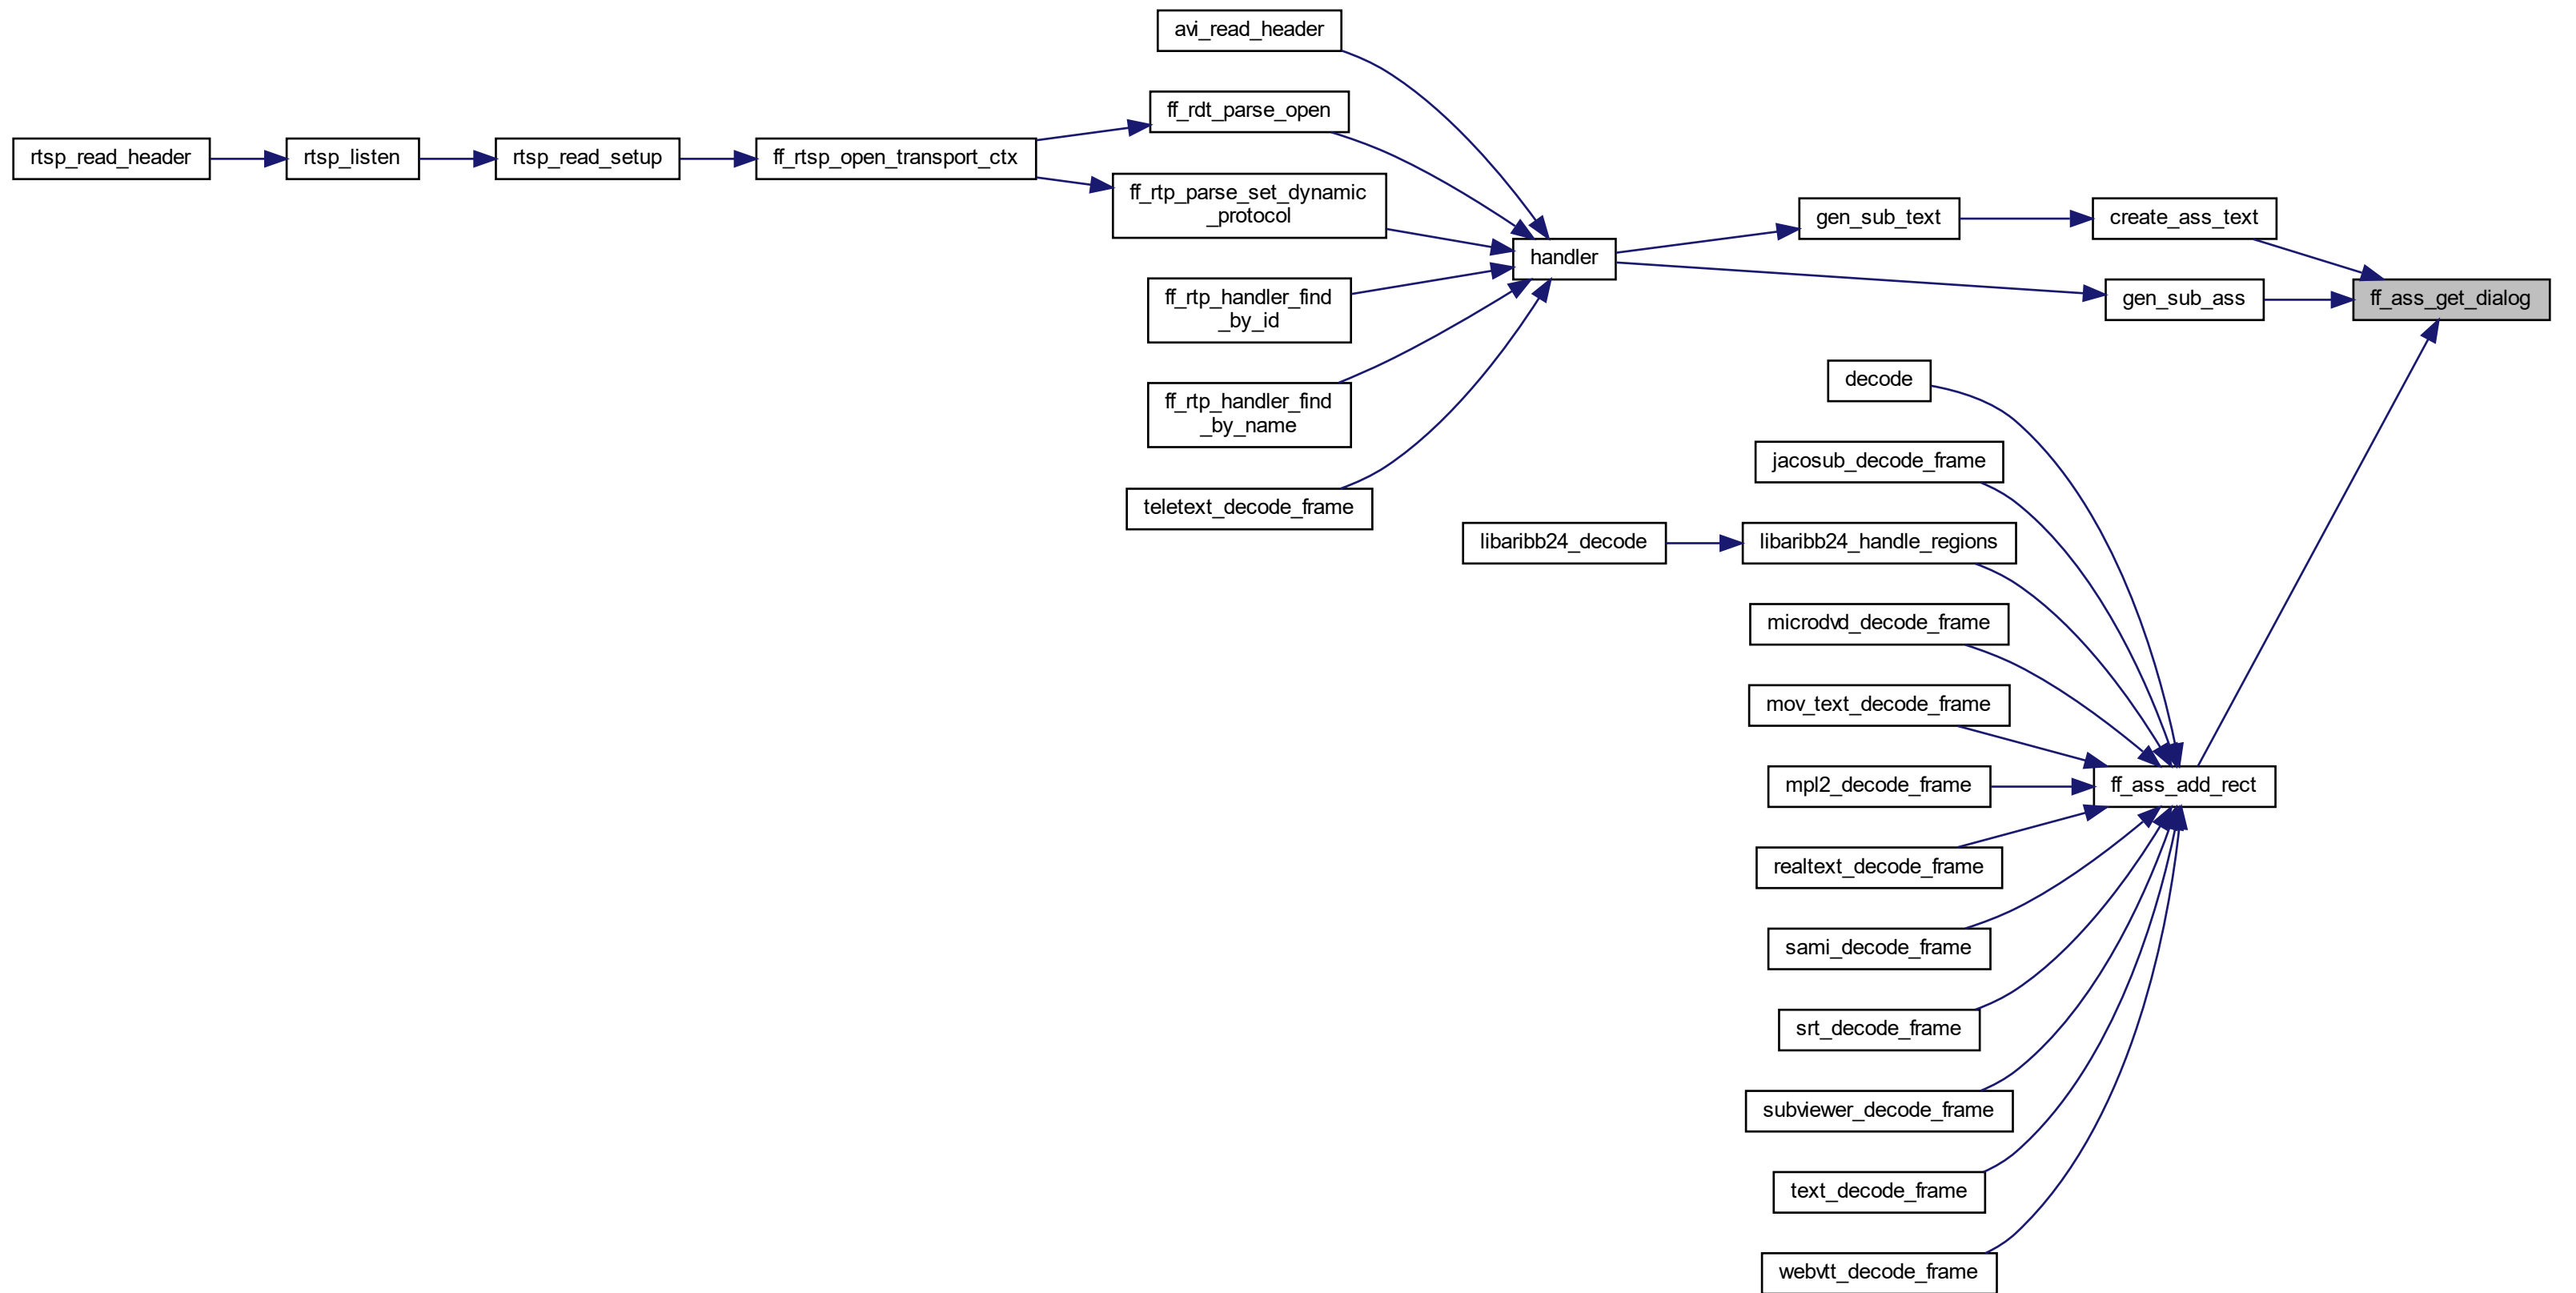 avi_read_header
ff_rdt_parse_open
rtsp_read_header
rtsp_listen
rtsp_read_setup
ff_rtsp_open_transport_ctx
ff_rtp_parse_set_dynamic
_protocol
gen_sub_text
create_ass_text
handler
ff_rtp_handler_find
_by_id
gen_sub_ass
ff_ass_get_dialog
decode
ff_rtp_handler_find
_by_name
jacosub_decode_frame
teletext_decode_frame
libaribb24_decode
libaribb24_handle_regions
microdvd_decode_frame
mov_text_decode_frame
mpl2_decode_frame
ff_ass_add_rect
realtext_decode_frame
sami_decode_frame
srt_decode_frame
subviewer_decode_frame
text_decode_frame
webvtt_decode_frame